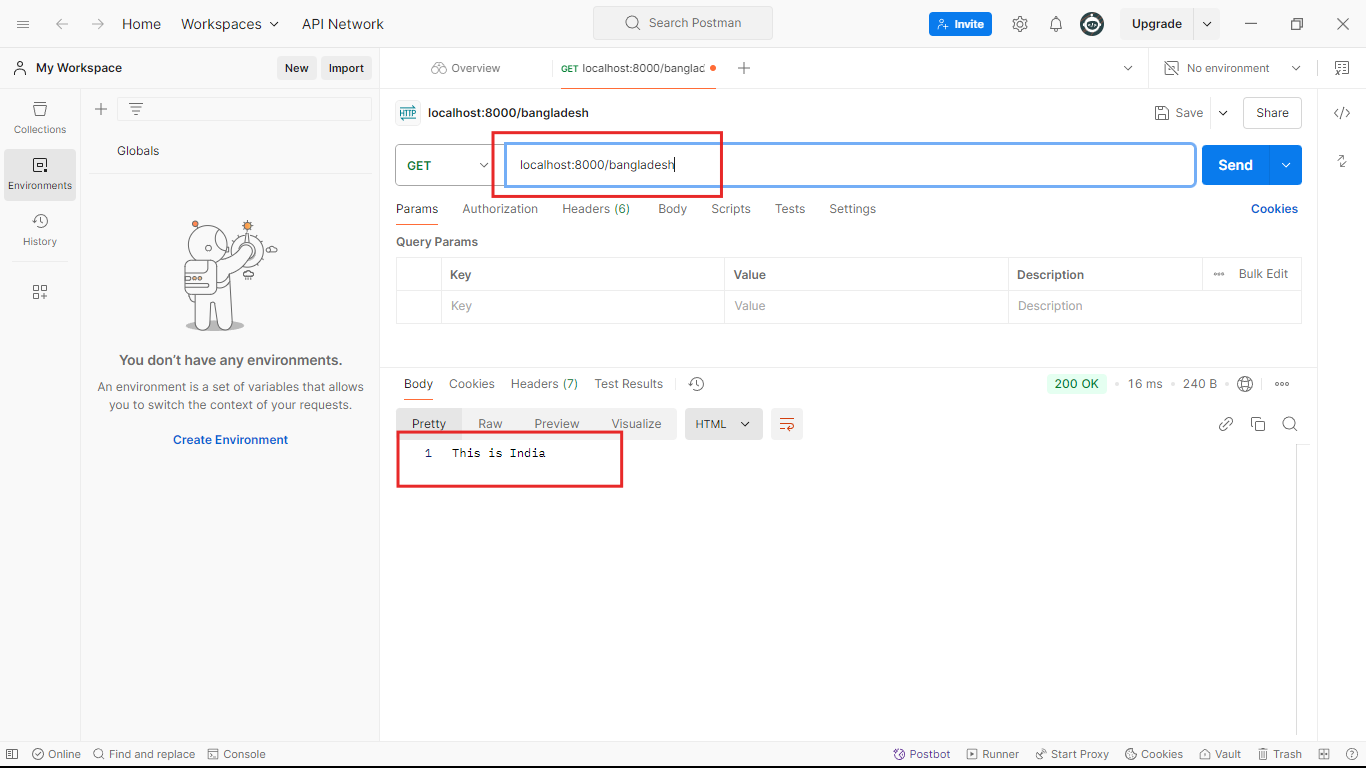 Home Workspaces API Network Search Postman Invite Upgrade
My Workspace New Import Overview GET localhost:8000/banglad No environment
Collections
Environments
History
Globals
You don't have any environments.
An environment is a set of variables that allows
you to switch the context of your requests.
Create Environment
HTTP localhost:8000/bangladesh Save Share
GET localhost:8000/bangladesh Send
Params Authorization Headers (6) Body Scripts Tests Settings Cookies
Query Params
Key Value Description Bulk Edit
Key Value Description
Body Cookies Headers (7) Test Results 200 OK 16 ms 240 B
Pretty Raw Preview Visualize HTML
1 This is India
Online Find and replace Console Postbot Runner Start Proxy Cookies Vault Trash